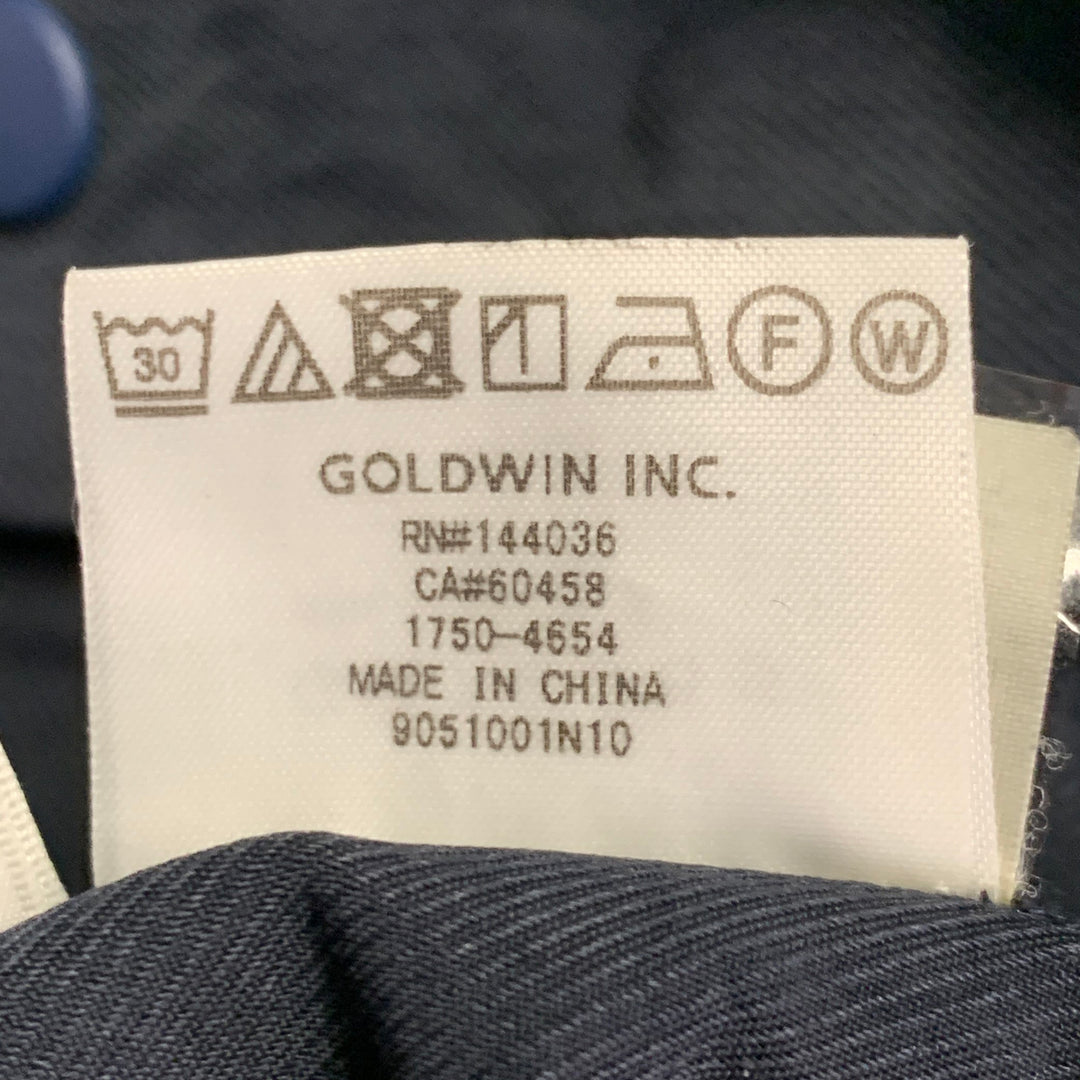 30 F W
GOLDWIN INC.
RN#144036
CA#60458
1750-4654
MADE IN CHINA
9051001N10